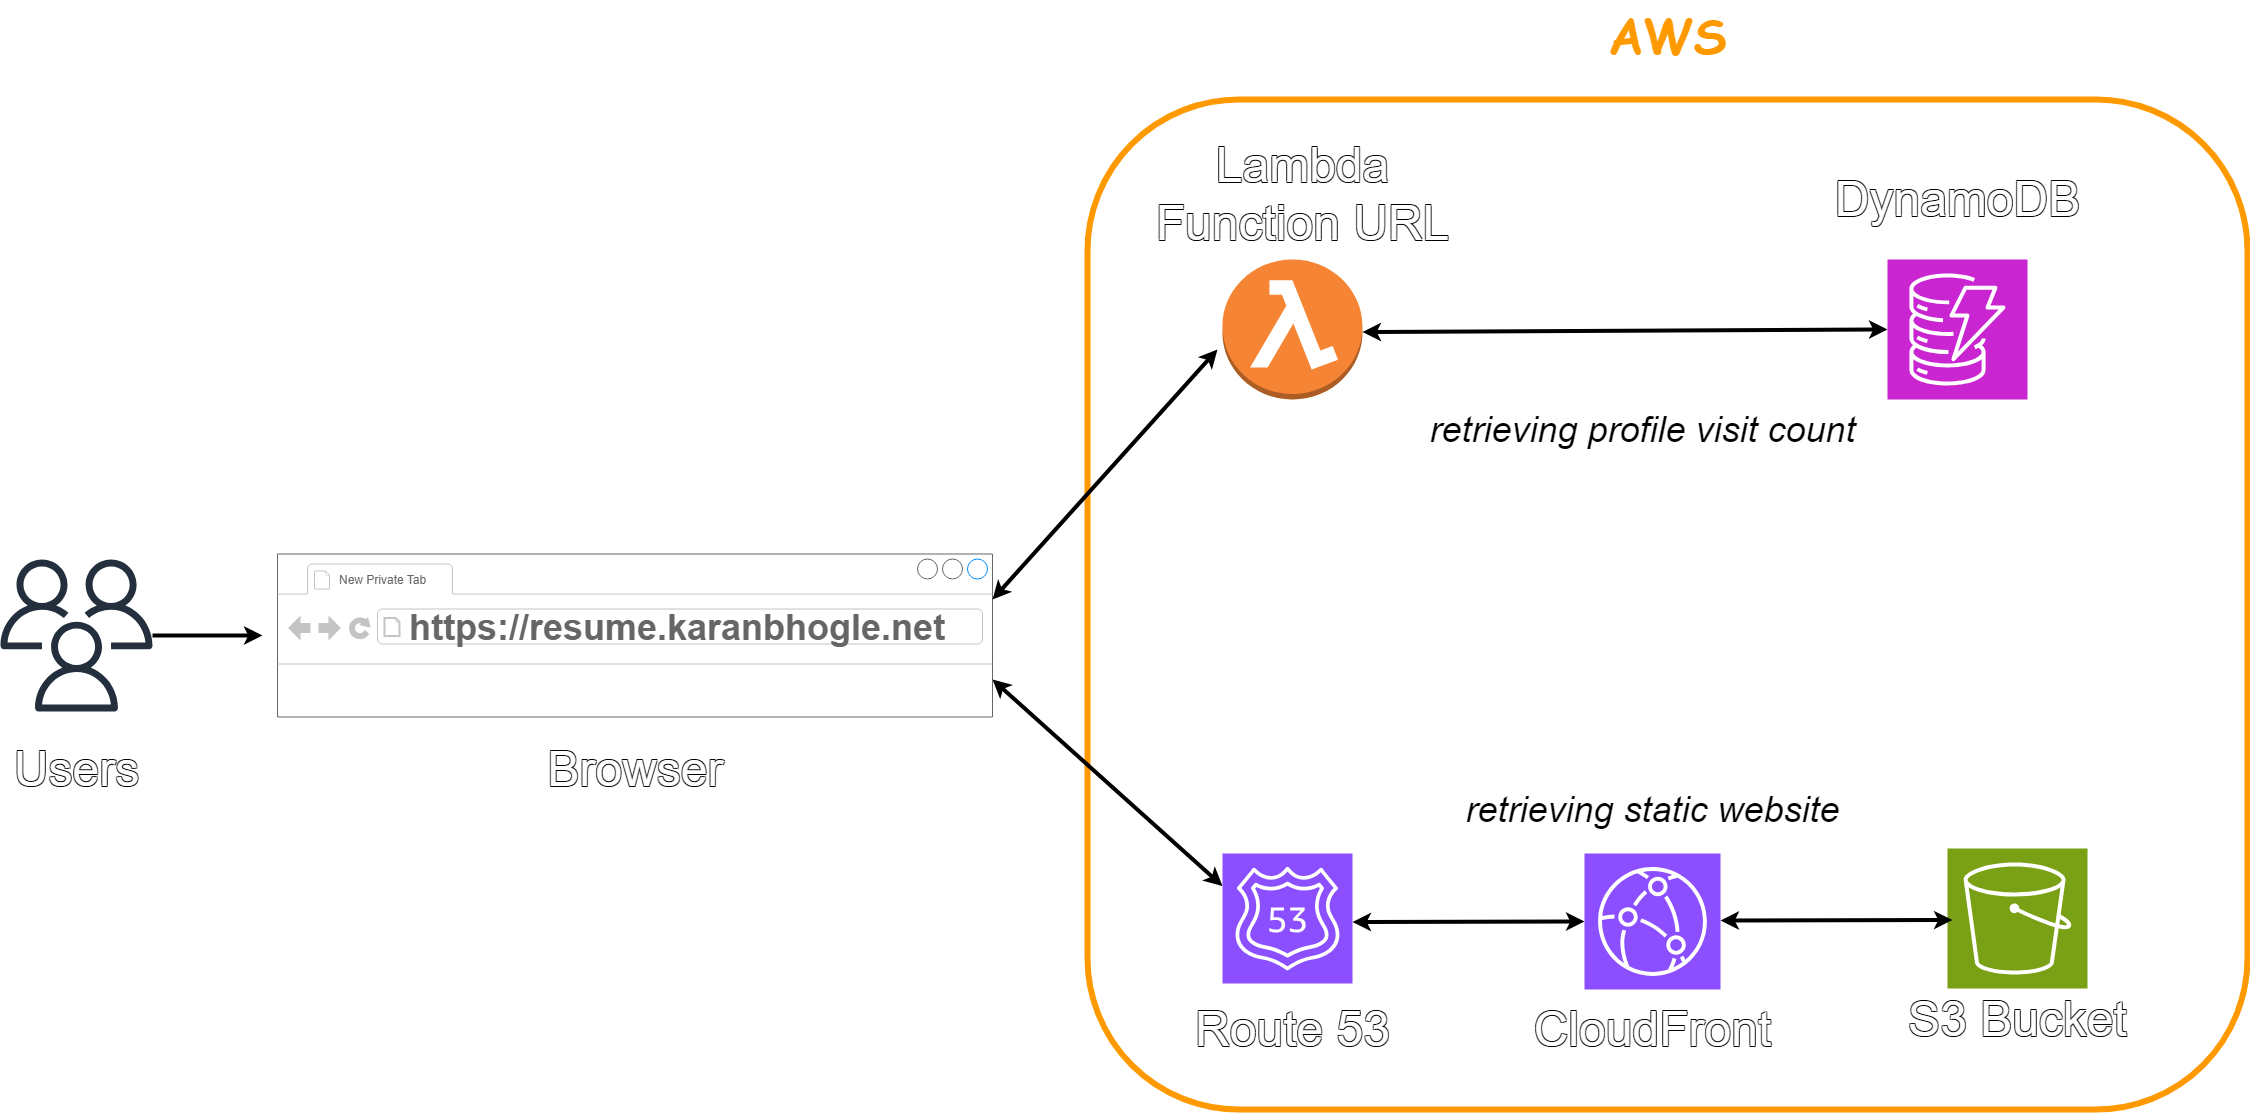 AWS
Lambda
Function URL
DynamoDB
retrieving profile visit count
New Private Tab
https://resume.karanbhogle.net
Users
Browser
retrieving static website
53
Route 53
CloudFront
S3 Bucket